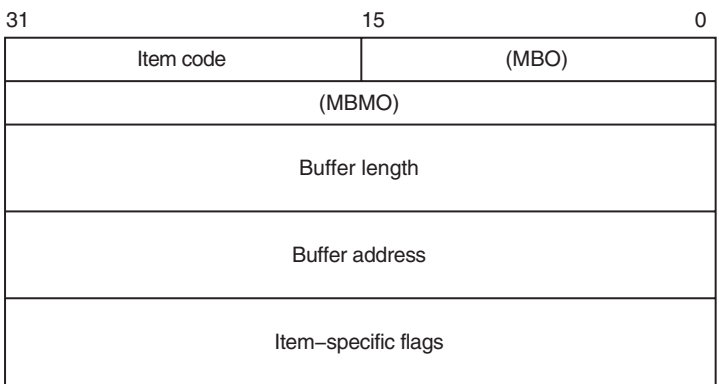 31 15 0
Item code (MBO)
(MBMO)
Buffer length
Buffer address
Item−specific flags